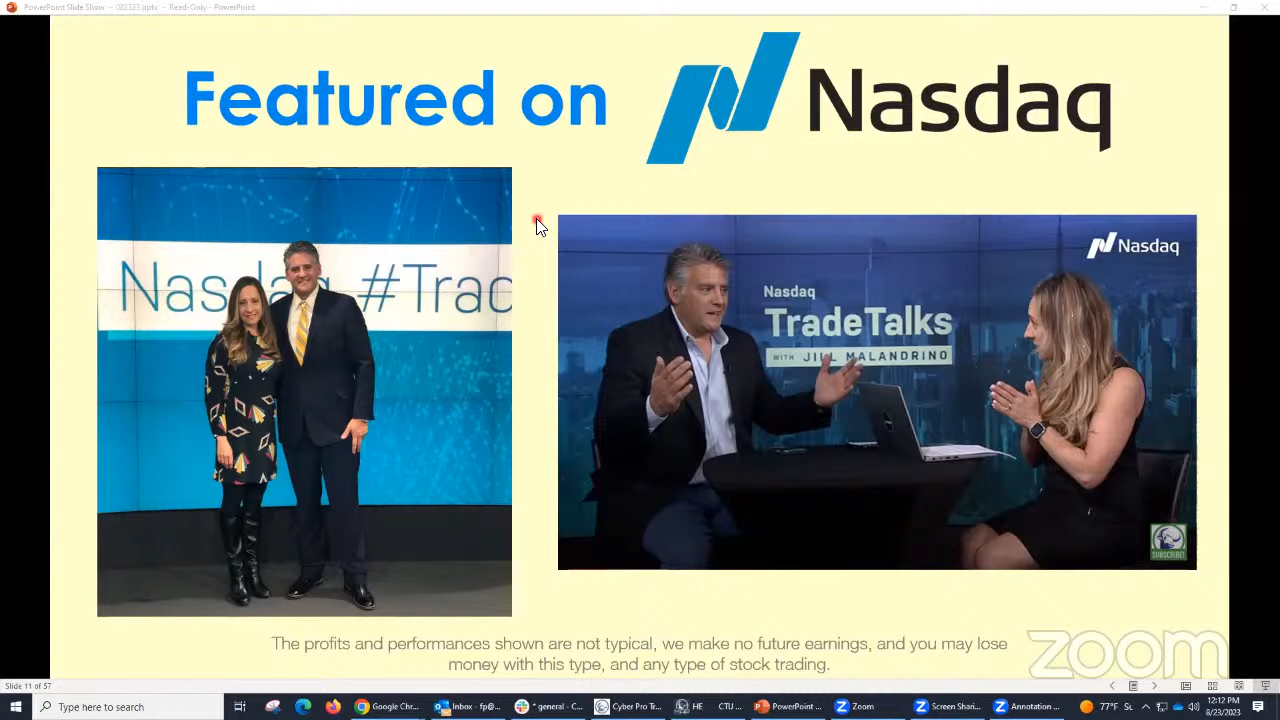 PowerPoint Slide Show - 082323.pptx - Read-Only - PowerPoint
Featured on
Nasdaq
Nasdaq #Trad
Nasdaq
Nasdaq
TradeTalks
WITH JILL MALANDRINO
SUBSCRIBE!
The profits and performances shown are not typical, we make no future earnings, and you may lose
money with this type, and any type of stock trading.
zoom
Slide 11 of 57
Type here to search
Google Chr...
Inbox - fp@...
* general - C...
Cyber Pro Tr...
HE
CTU ...
PowerPoint ...
Zoom
Screen Shari...
Annotation ...
77°F Su
12:12 PM
8/23/2023